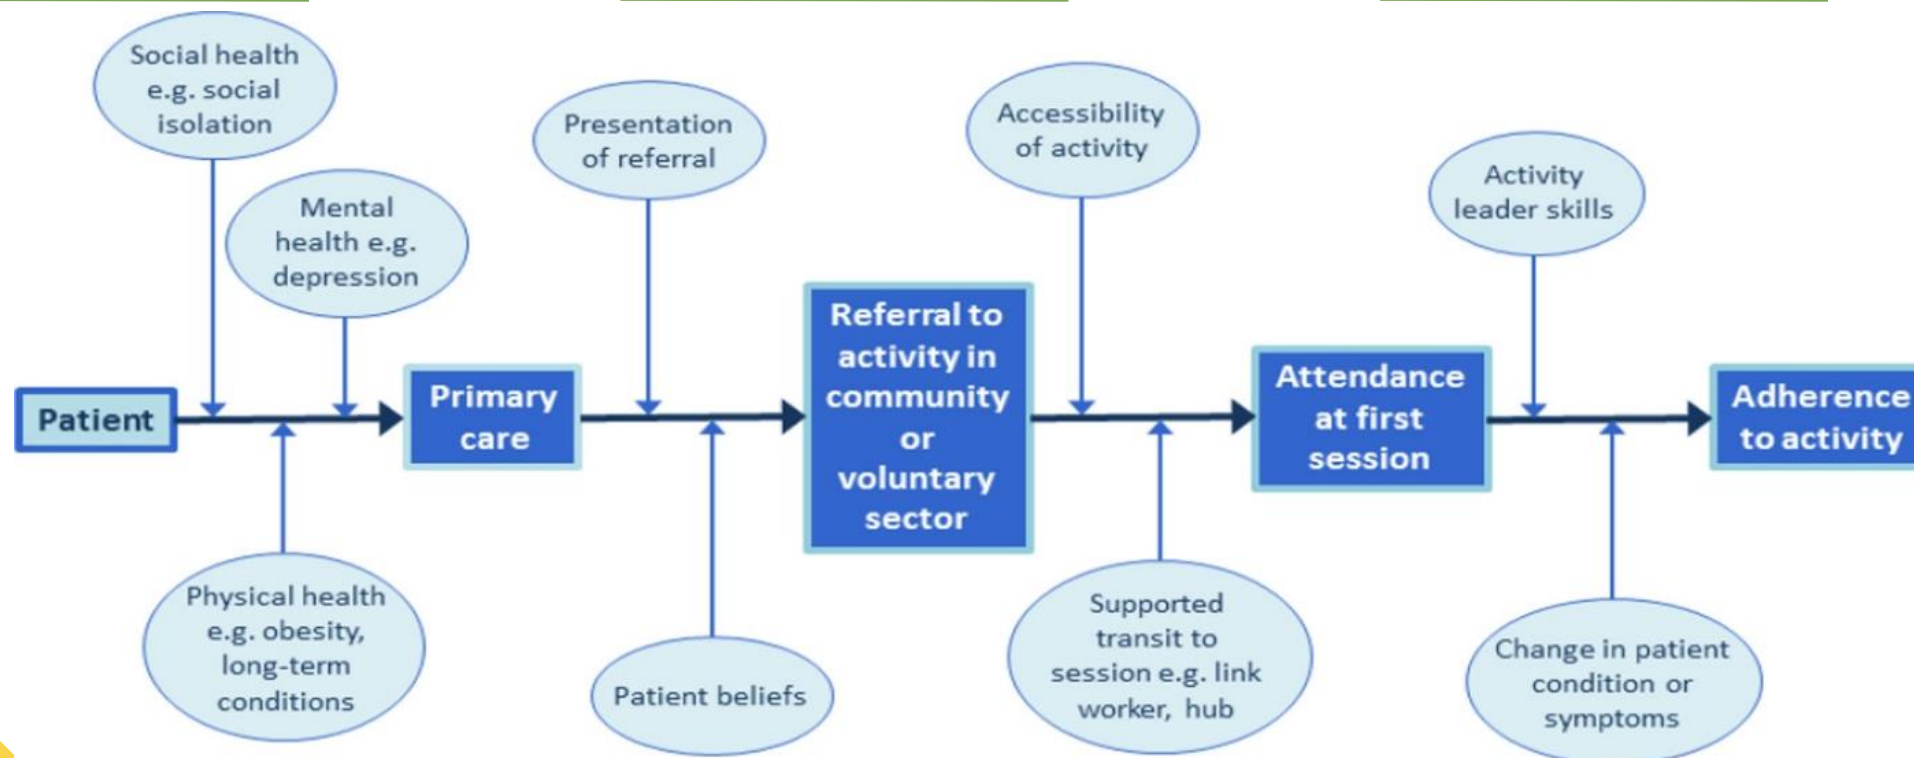 Social health
e.g. social
isolation
Mental
health e.g.
depression
Presentation
of referral
Accessibility
of activity
Activity
leader skills
Patient
Primary
care
Referral to
activity in
community
or
voluntary
sector
Attendance
at first
session
Adherence
to activity
Physical health
e.g. obesity,
long-term
conditions
Patient beliefs
Supported
transit to
session e.g. link
worker, hub
Change in patient
condition or
symptoms